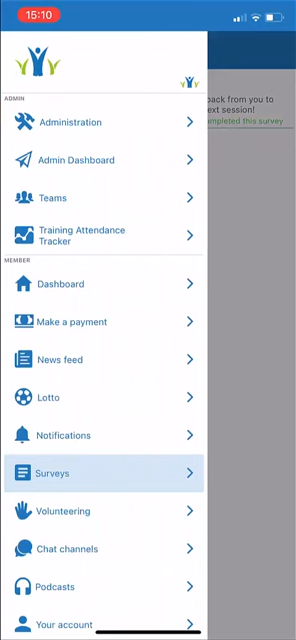 15:10
ADMIN
Administration
Admin Dashboard
Teams
Training Attendance
Tracker
MEMBER
Dashboard
Make a payment
News feed
Lotto
Notifications
Surveys
Volunteering
Chat channels
Podcasts
Your account
back from you to
ext session!
mpleted this survey